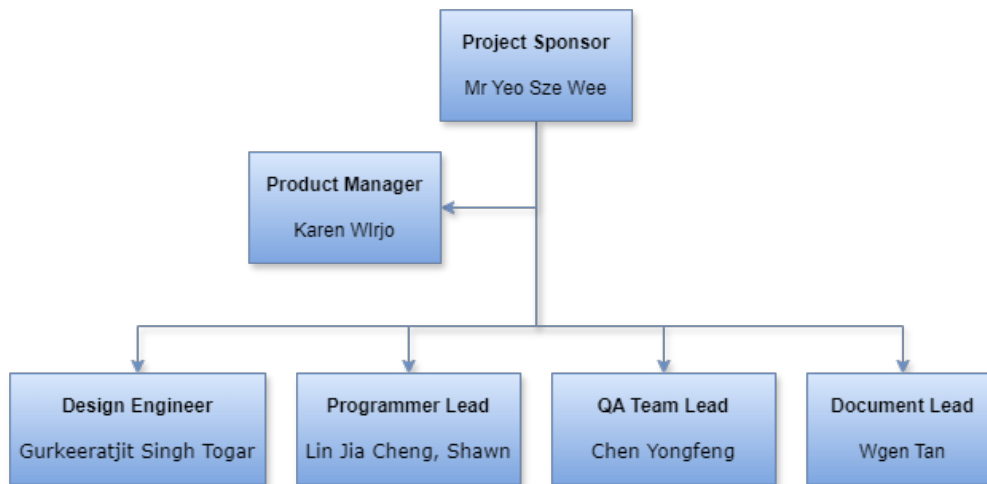 Project Sponsor
Mr Yeo Sze Wee
Product Manager
Karen WIrjo
Design Engineer
Gurkeeratjit Singh Togar
Programmer Lead
Lin Jia Cheng, Shawn
QA Team Lead
Chen Yongfeng
Document Lead
Wgen Tan